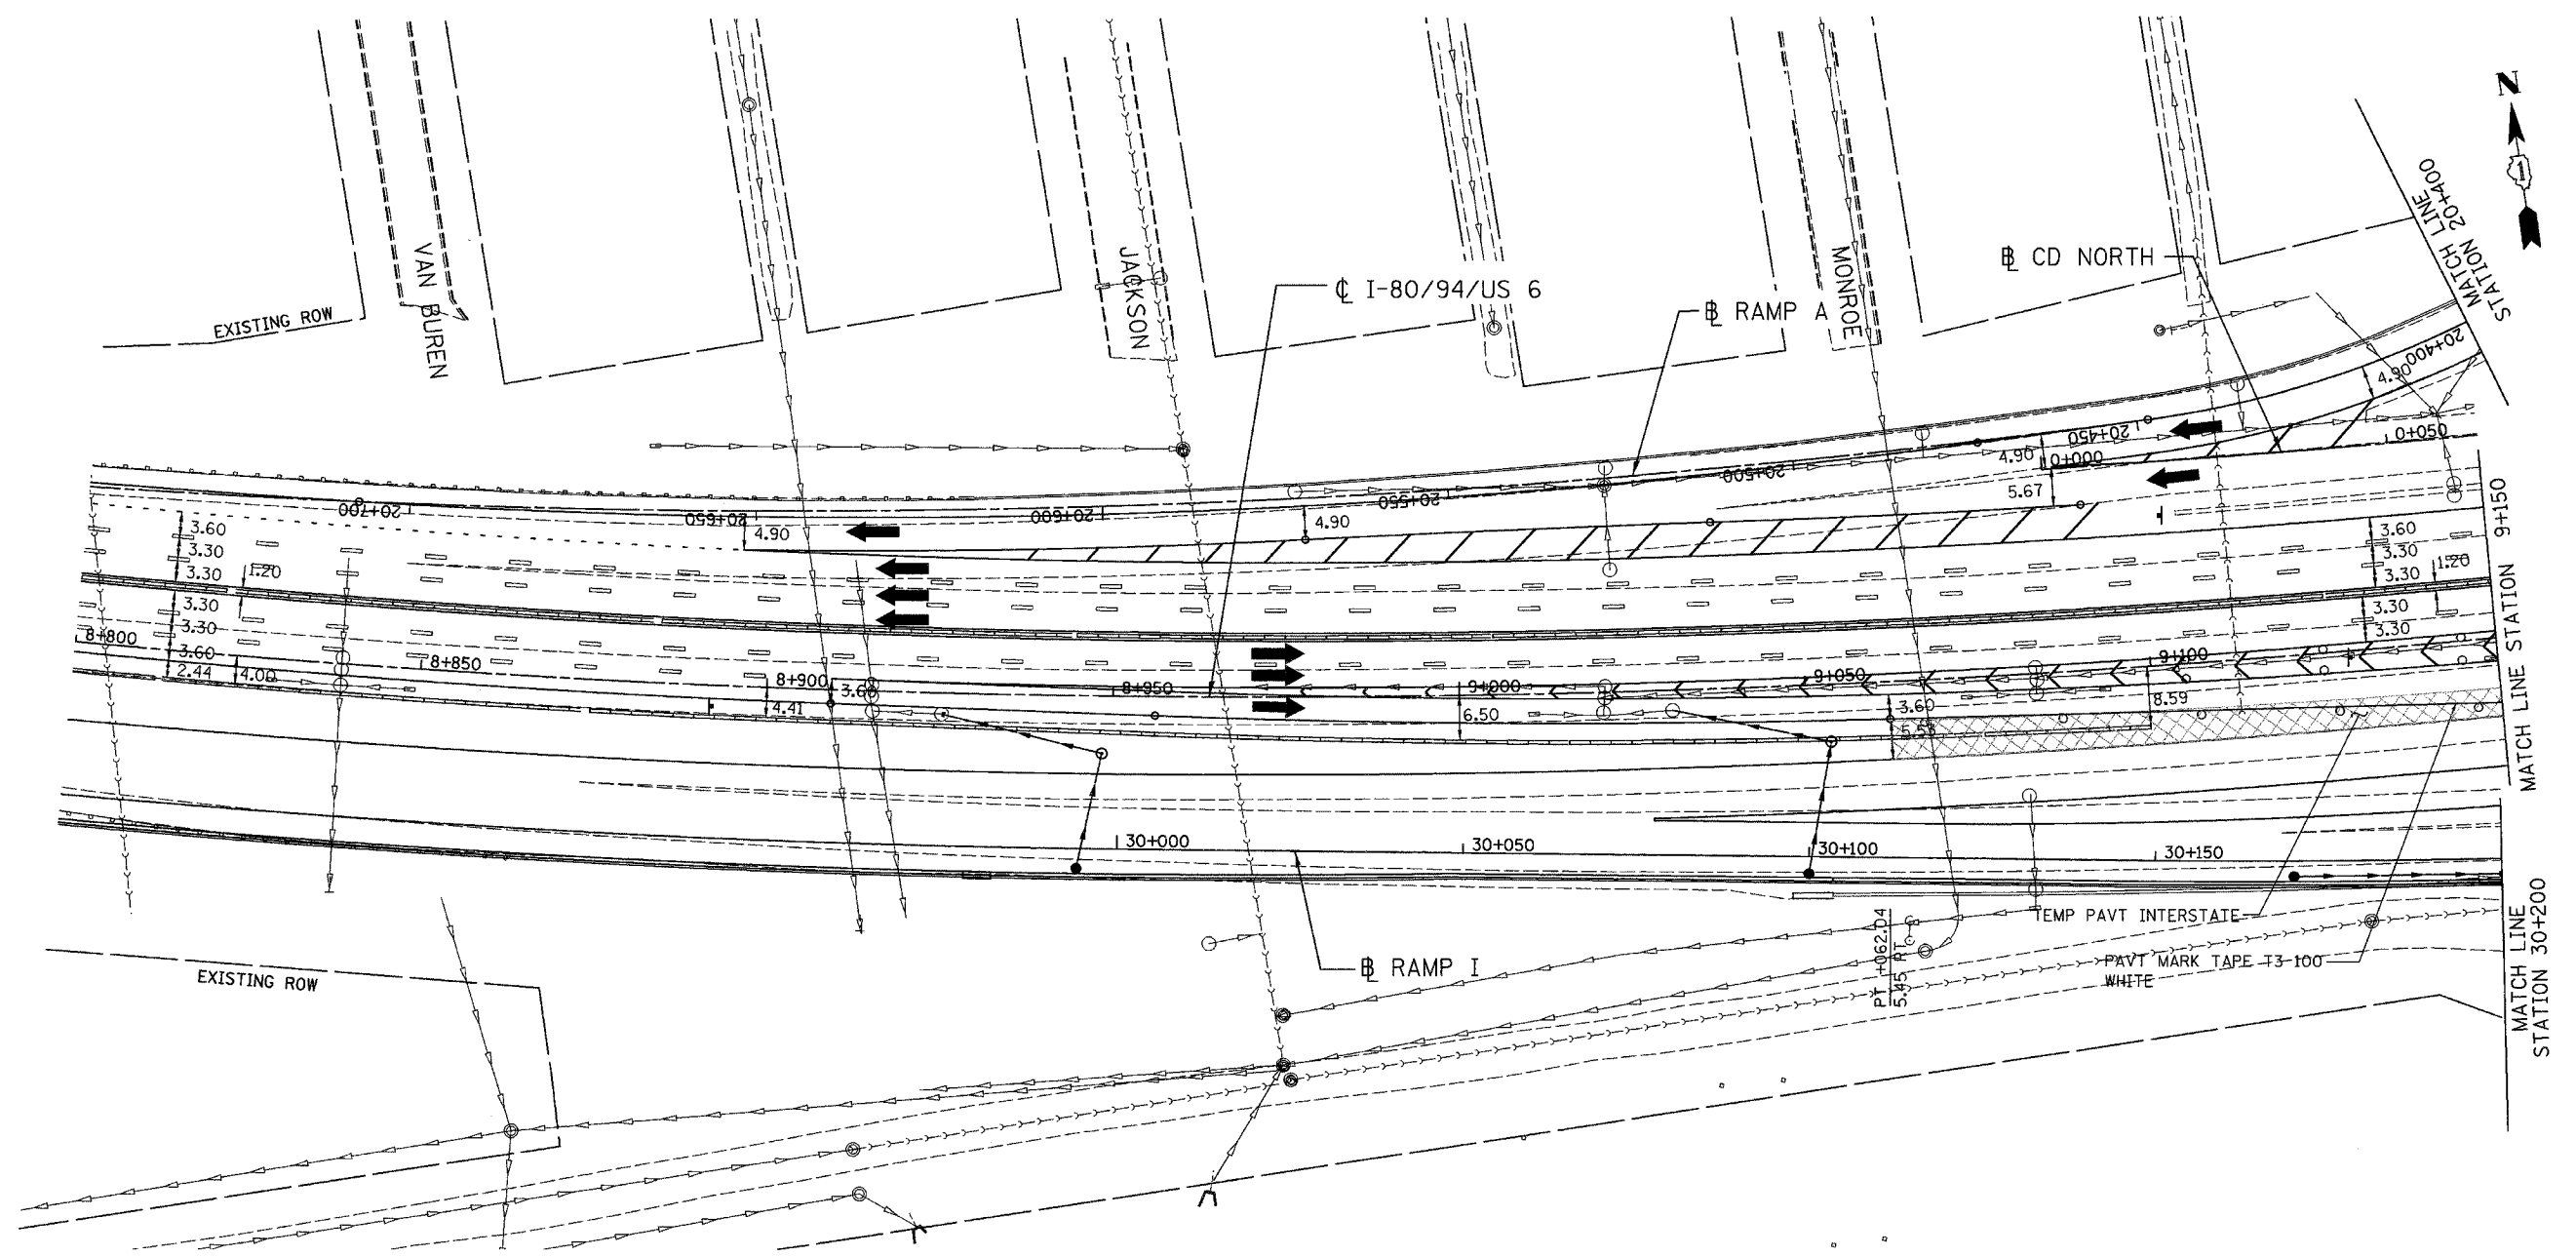 N
1
MATCH LINE
STATION 20+400
VAN BUREN
JACKSON
MONROE
℄ I-80/94/US 6
BL RAMP A
BL CD NORTH
EXISTING ROW
20+400
4.90
20+450
0+050
4.90
0+000
20+500
5.67
20+550
4.90
20+600
20+650
4.90
20+700
3.60
3.30
3.30
1.20
3.60
3.30
3.30
1.20
MATCH LINE STATION 9+150
3.30
3.30
3.60
2.44
4.00
3.30
3.30
8+800
8+850
8+900
3.60
4.41
8+950
9+000
6.50
9+050
9+100
3.60
8.59
30+000
30+050
30+100
30+150
TEMP PAVT INTERSTATE
PT +062.04
5.45 RT
PAVT MARK TAPE T3-100
WHITE
BL RAMP I
EXISTING ROW
MATCH LINE
STATION 30+200